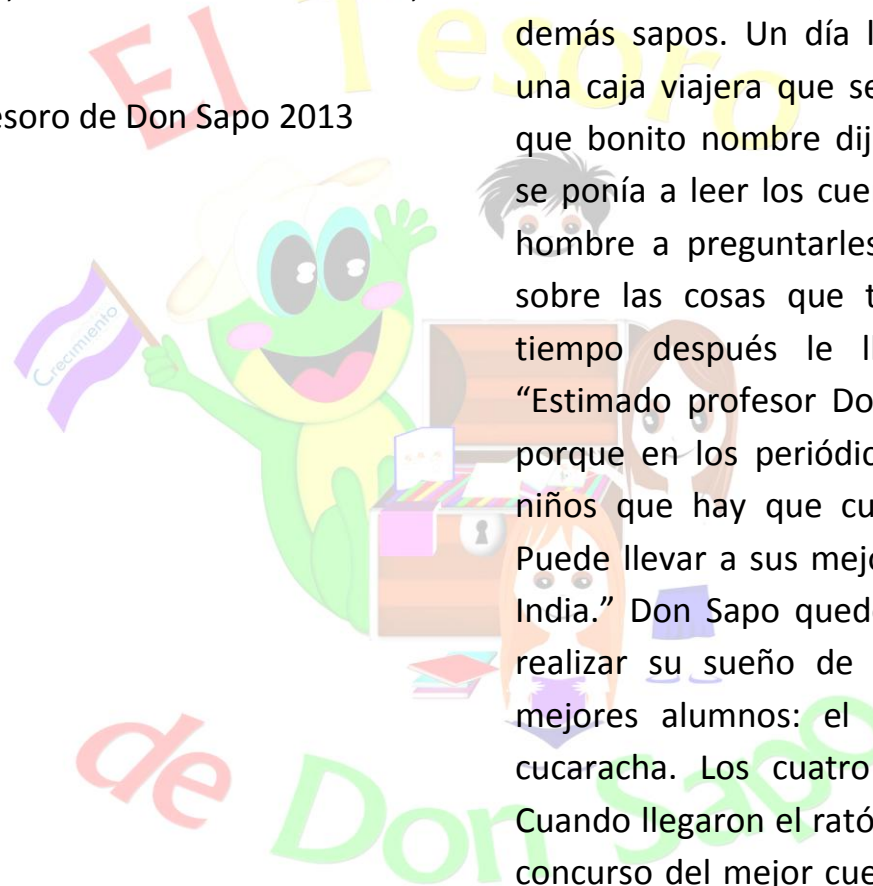 El Tesoro
esoro de Don Sapo 2013
Crecimiento
de Don Sapo
demás sapos. Un día l
una caja viajera que se
que bonito nombre dij
se ponía a leer los cue
hombre a preguntarles
sobre las cosas que t
tiempo después le l
“Estimado profesor Do
porque en los periódic
niños que hay que cu
Puede llevar a sus mejo
India.” Don Sapo qued
realizar su sueño de
mejores alumnos: el
cucaracha. Los cuatro
Cuando llegaron el rató
concurso del mejor cue